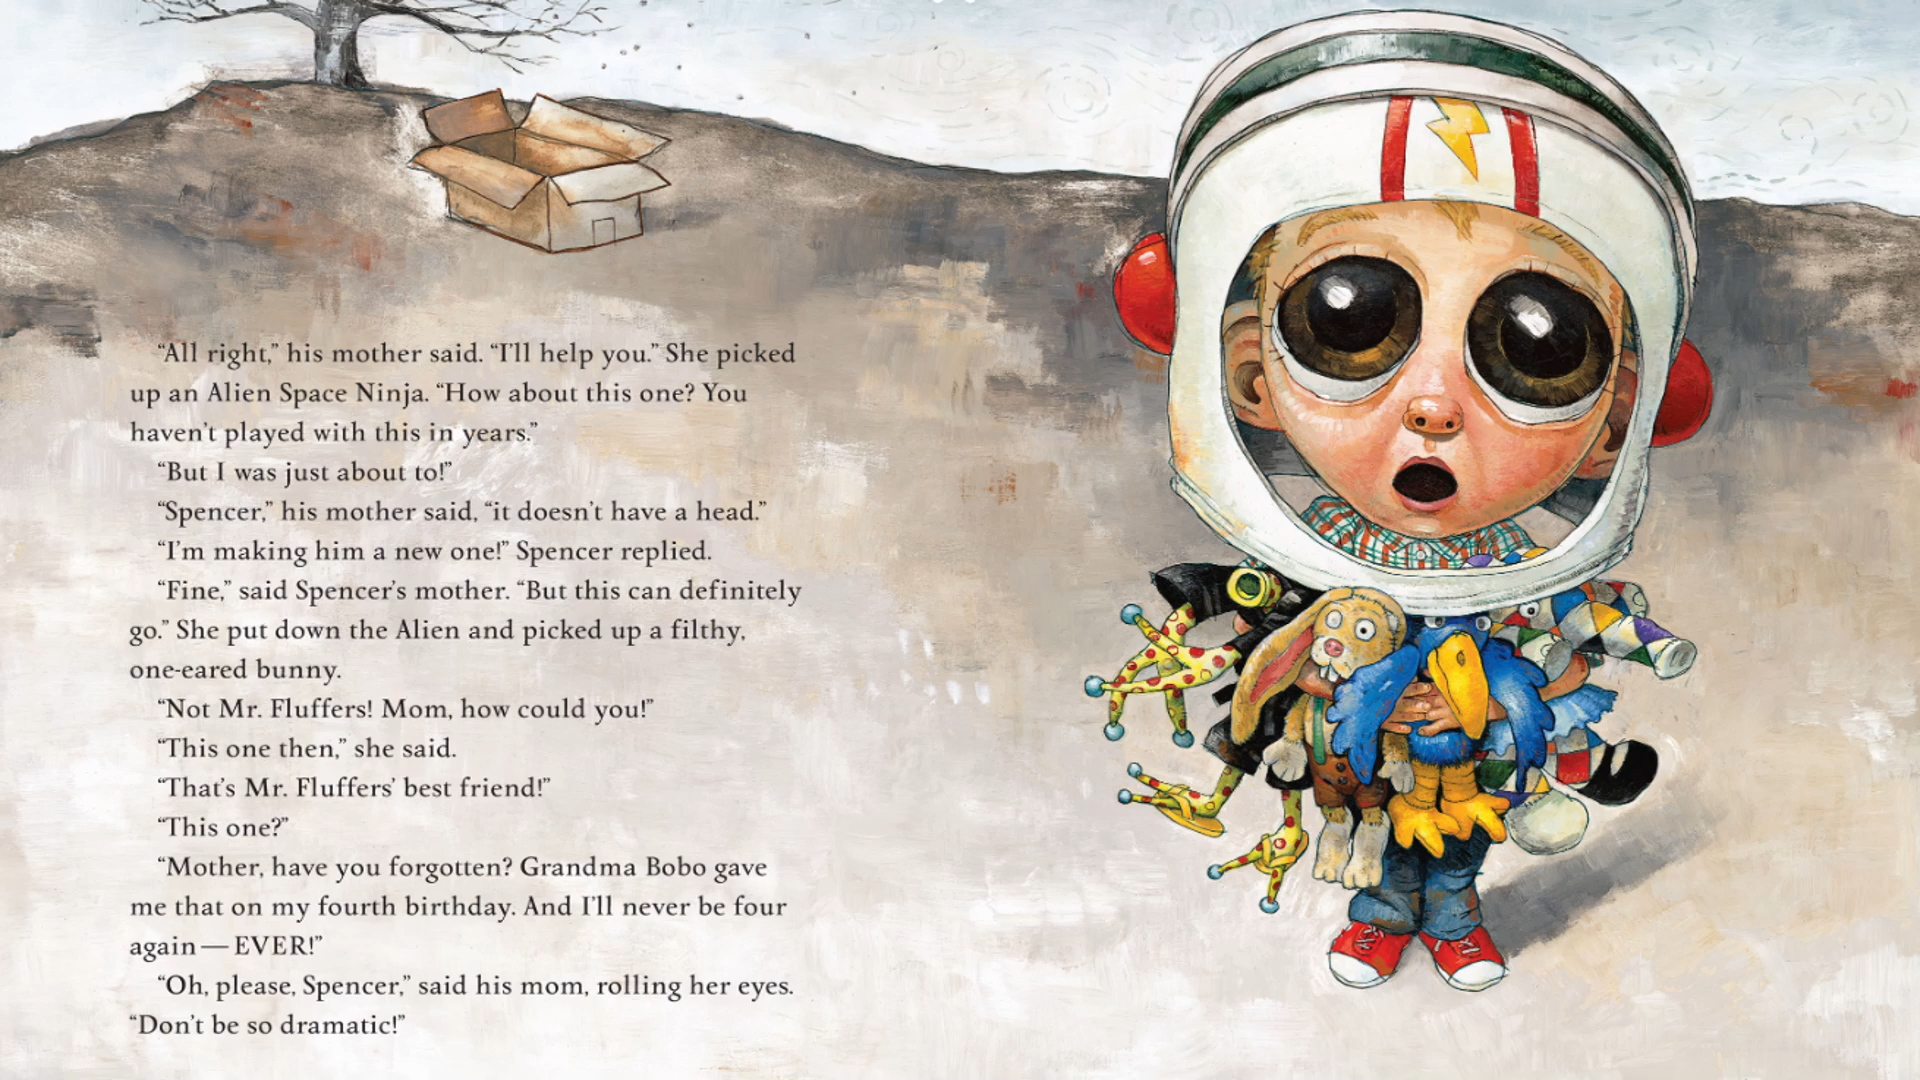 “All right,” his mother said. “I’ll help you.” She picked
up an Alien Space Ninja. “How about this one? You
haven’t played with this in years.”
“But I was just about to!”
“Spencer,” his mother said, “it doesn’t have a head.”
“I’m making him a new one!” Spencer replied.
“Fine,” said Spencer’s mother. “But this can definitely
go.” She put down the Alien and picked up a filthy,
one-eared bunny.
“Not Mr. Fluffers! Mom, how could you!”
“This one then,” she said.
“That’s Mr. Fluffers’ best friend!”
“This one?”
“Mother, have you forgotten? Grandma Bobo gave
me that on my fourth birthday. And I’ll never be four
again — EVER!”
“Oh, please, Spencer,” said his mom, rolling her eyes.
“Don’t be so dramatic!”